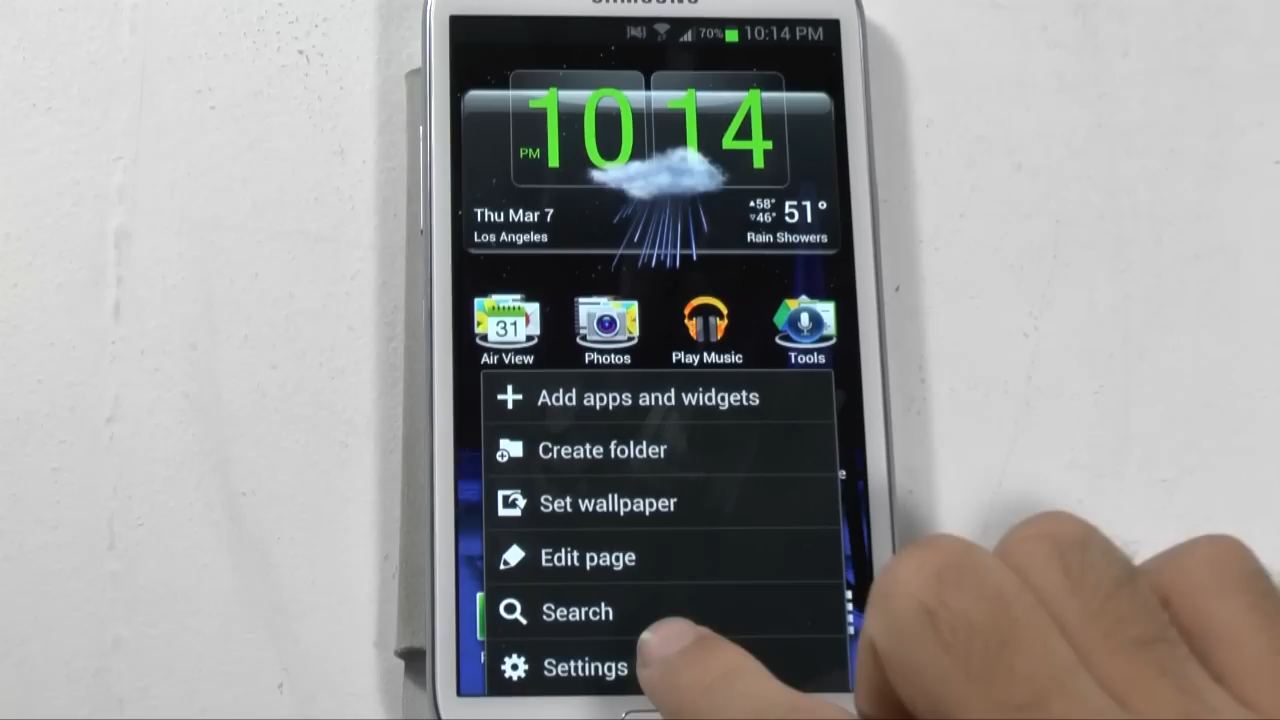 SAMSUNG
70% 10:14 PM
PM 10 14
Thu Mar 7
Los Angeles
58°
46°
51°
Rain Showers
31
Air View Photos Play Music Tools
Add apps and widgets
Create folder
Set wallpaper
Edit page
Search
Settings